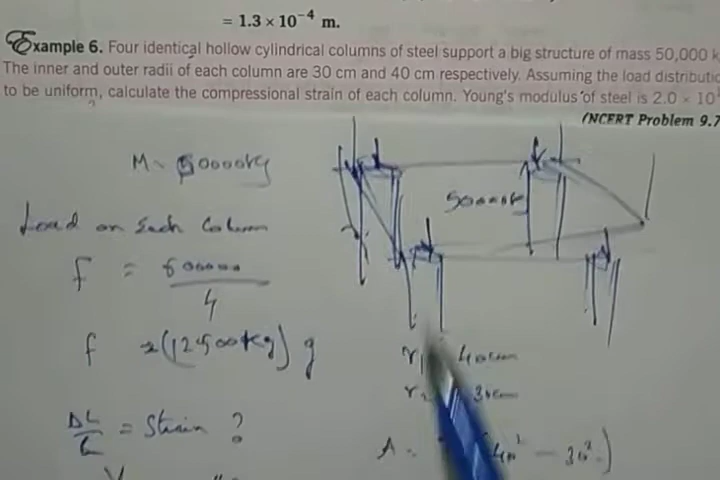 = 1.3 × 10⁻⁴ m.
Example 6. Four identical hollow cylindrical columns of steel support a big structure of mass 50,000 k
The inner and outer radii of each column are 30 cm and 40 cm respectively. Assuming the load distributio
to be uniform, calculate the compressional strain of each column. Young's modulus of steel is 2.0 × 10
(NCERT Problem 9.7
M = 50000kg
50000kg
Load on Each Column
f =
4
f = (12500kg) g
r₁ 40cm
r₂ 30cm
ΔL/L = Strain ?
A = (40² - 30²)
Y